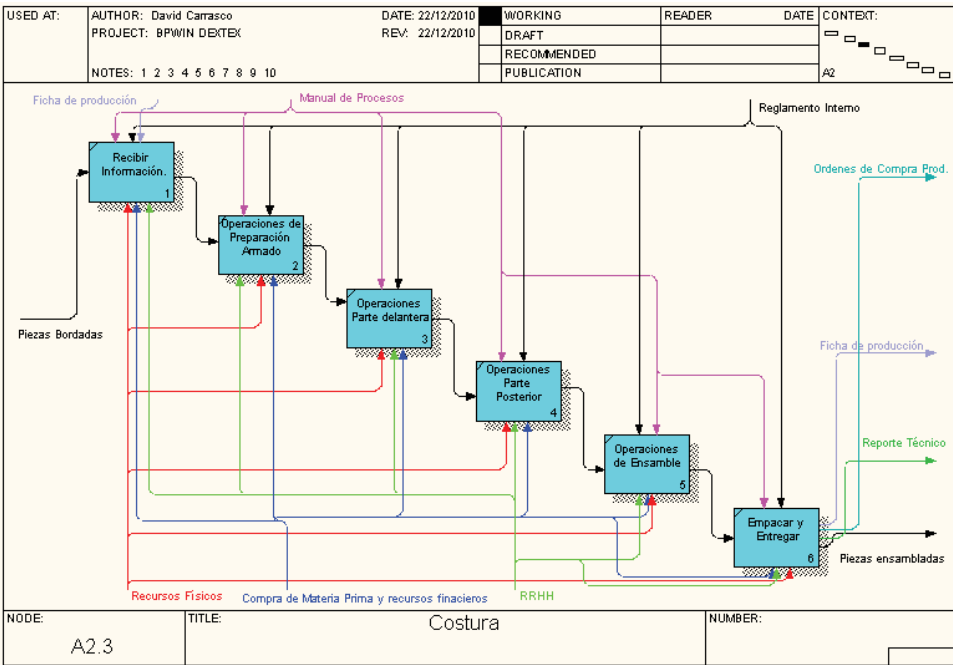 USED AT:
AUTHOR: David Carrasco
DATE: 22/12/2010
WORKING
READER
DATE
CONTEXT:
PROJECT: BPWIN DEXTEX
REV: 22/12/2010
DRAFT
RECOMMENDED
NOTES: 1 2 3 4 5 6 7 8 9 10
PUBLICATION
A2
Ficha de producción
Manual de Procesos
Reglamento Interno
Recibir
Información.
1
Ordenes de Compra Prod.
Operaciones de
Preparación
Armado
2
Operaciones
Parte delantera
3
Piezas Bordadas
Ficha de producción
Operaciones
Parte
Posterior
4
Operaciones
de Ensamble
5
Reporte Técnico
Empacar y
Entregar
6
Piezas ensambladas
Recursos Físicos
Compra de Materia Prima y recursos finacieros
RRHH
NODE:
A2.3
TITLE:
Costura
NUMBER: